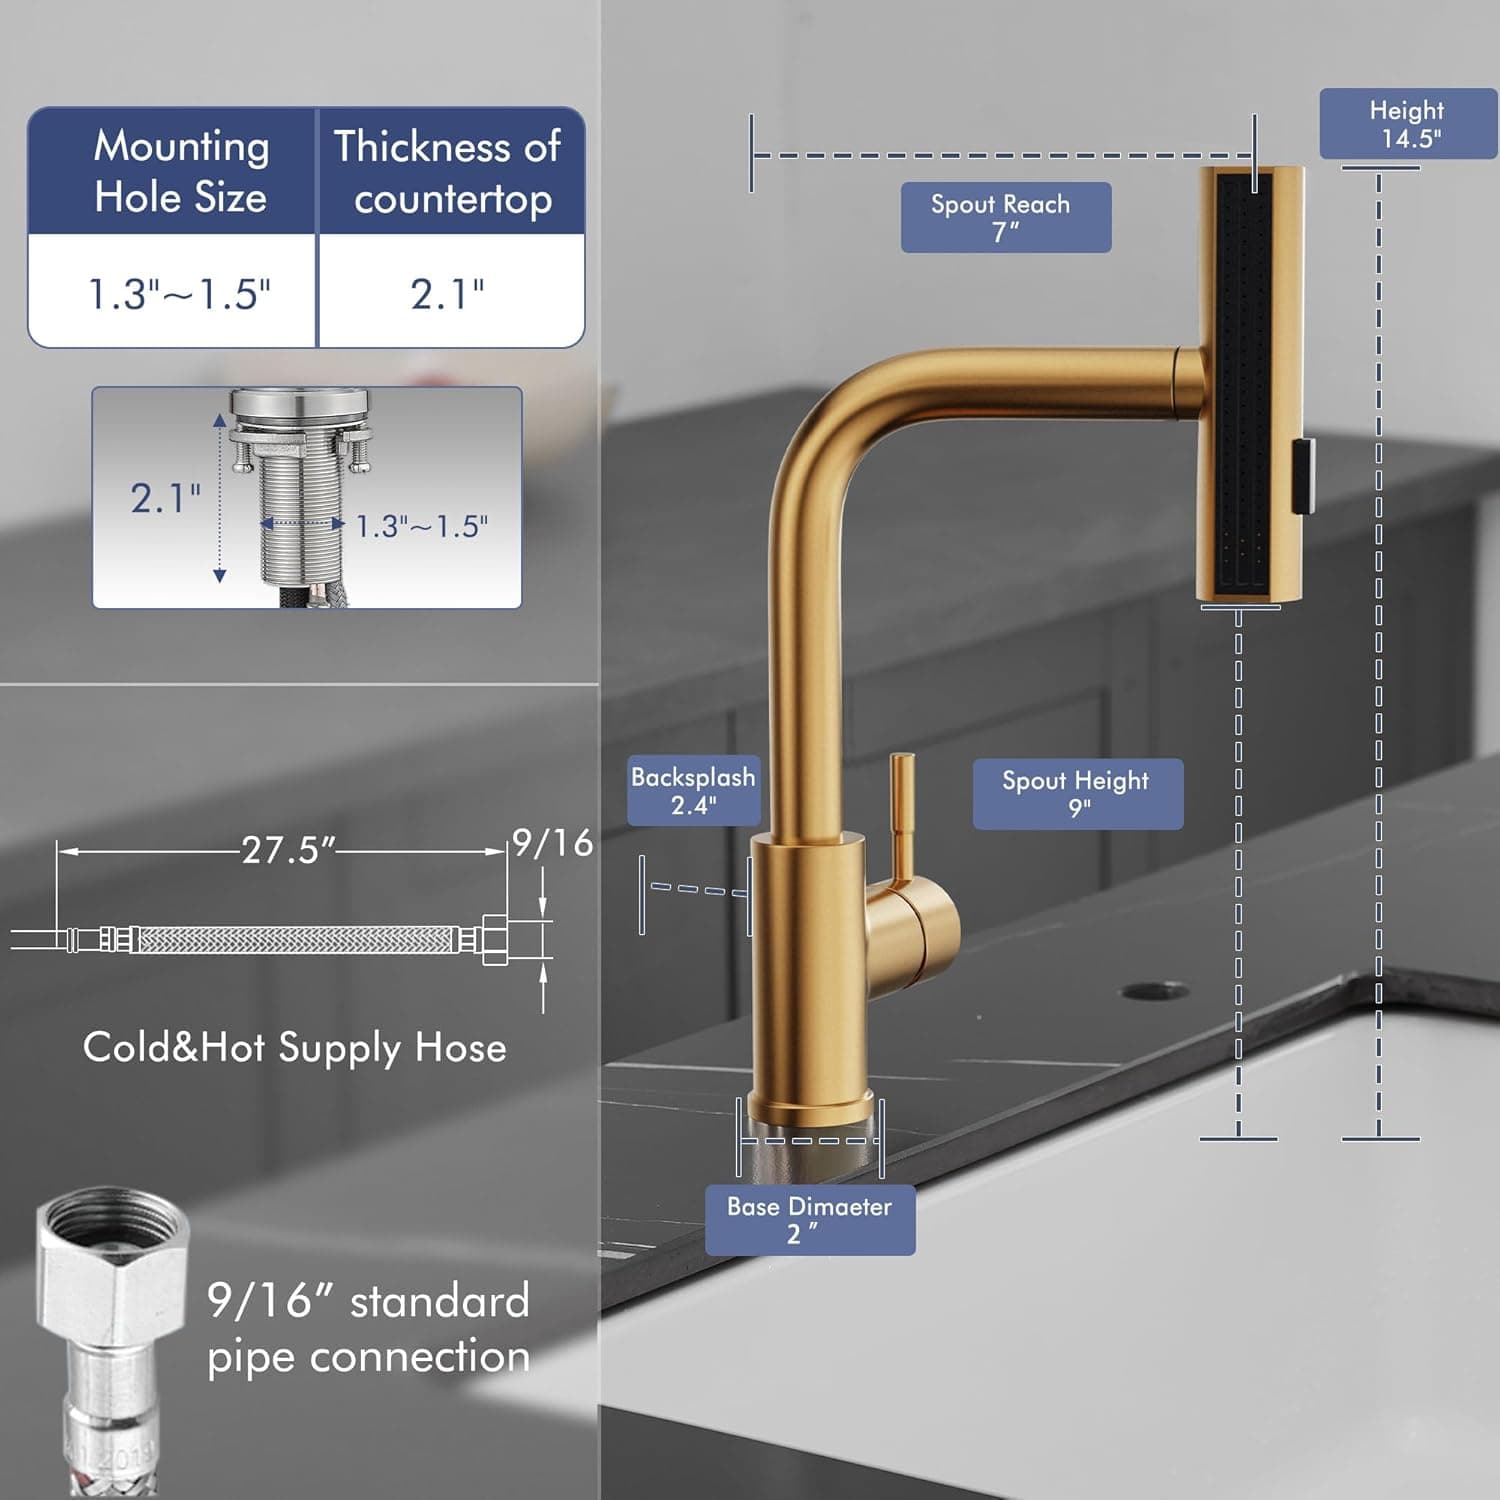 Mounting
Hole Size
Thickness of
countertop
1.3"~1.5"
2.1"
2.1"
1.3"~1.5"
27.5”
9/16
Cold&Hot Supply Hose
9/16” standard
pipe connection
Spout Reach
7”
Height
14.5"
Backsplash
2.4"
Spout Height
9"
Base Dimaeter
2 ”